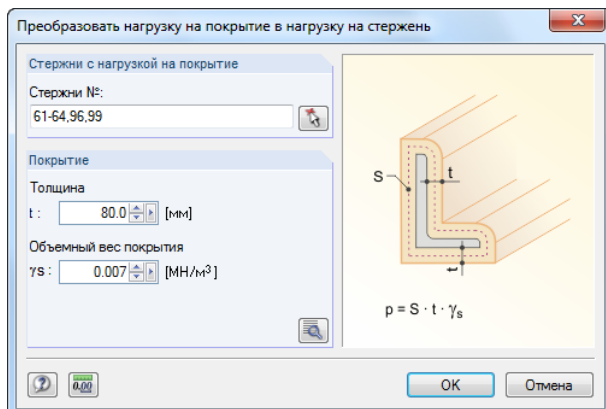 Преобразовать нагрузку на покрытие в нагрузку на стержень
Стержни с нагрузкой на покрытие
Стержни №:
61-64,96,99
Покрытие
Толщина
t : 80.0 [мм]
Объемный вес покрытия
γs : 0.007 [МН/м³]
S
t
t
p = S · t · γs
0.00
OK
Отмена